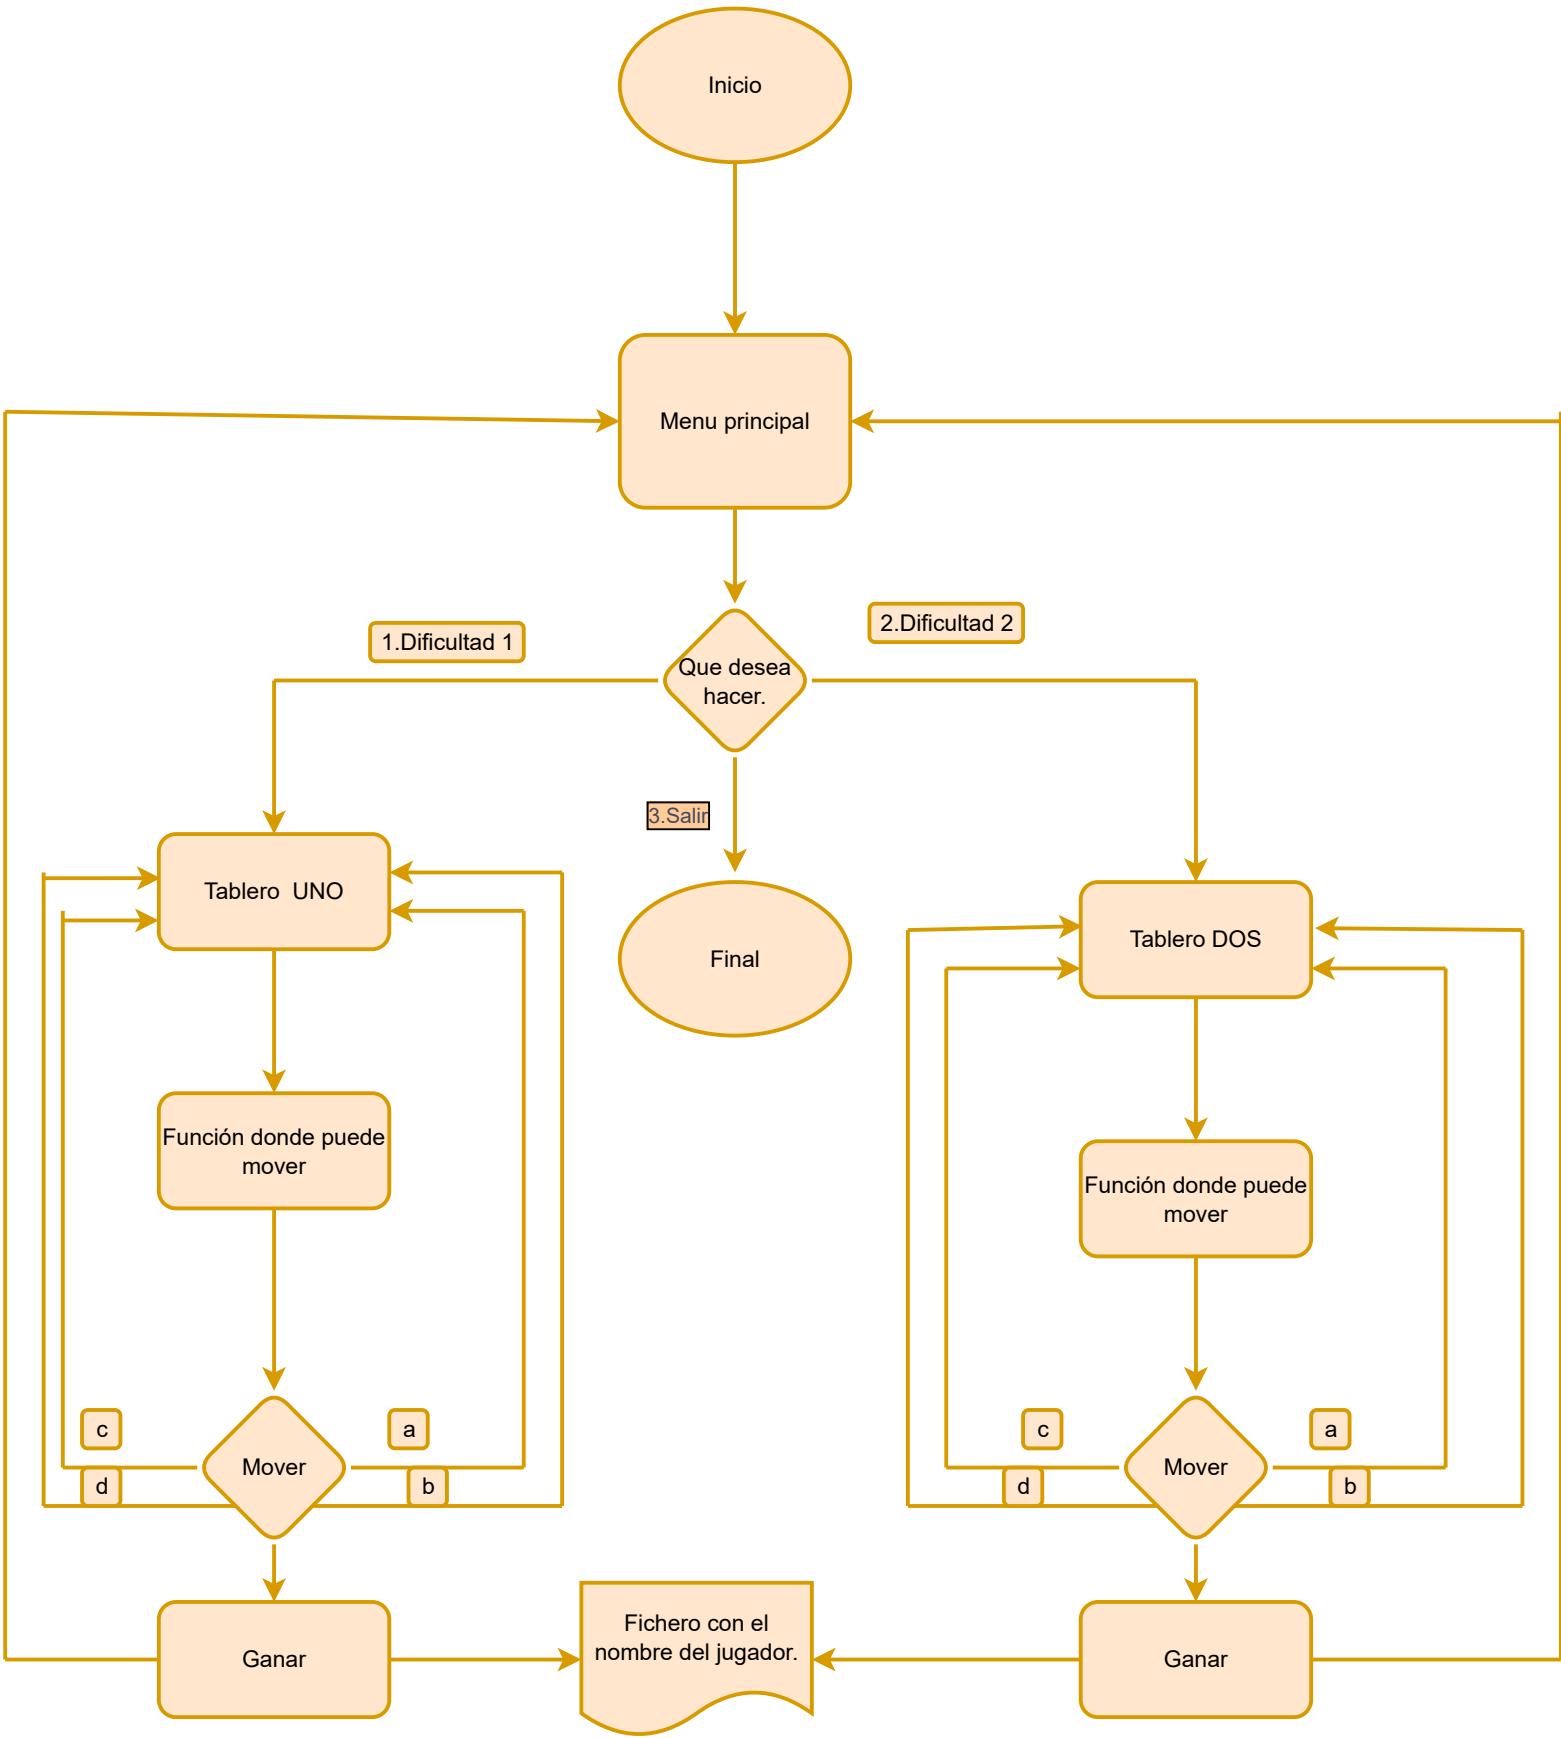 Inicio
Menu principal
1.Dificultad 1
2.Dificultad 2
Que desea
hacer.
3.Salir
Tablero  UNO
Final
Tablero DOS
Función donde puede
mover
Función donde puede
mover
c
a
Mover
d
b
c
a
Mover
d
b
Ganar
Fichero con el
nombre del jugador.
Ganar